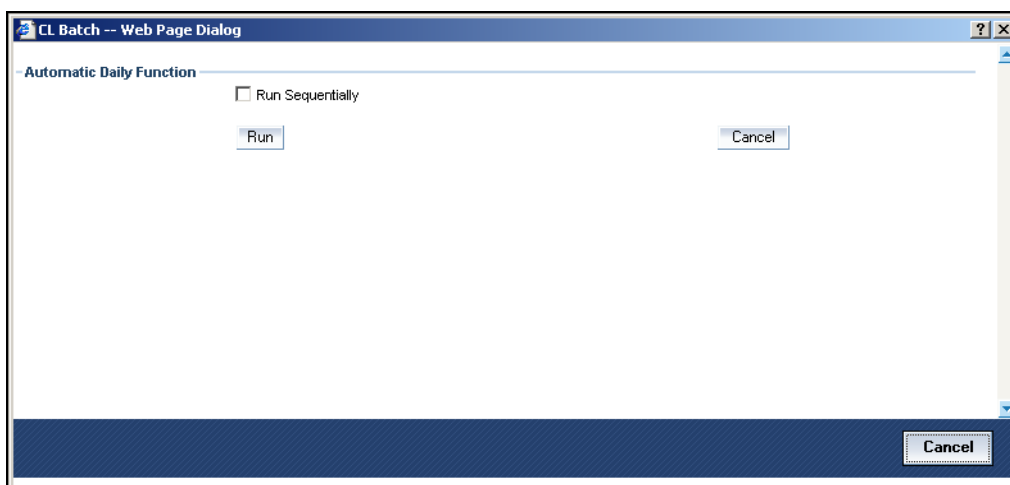 CL Batch -- Web Page Dialog
Automatic Daily Function
Run Sequentially
Run Cancel
Cancel